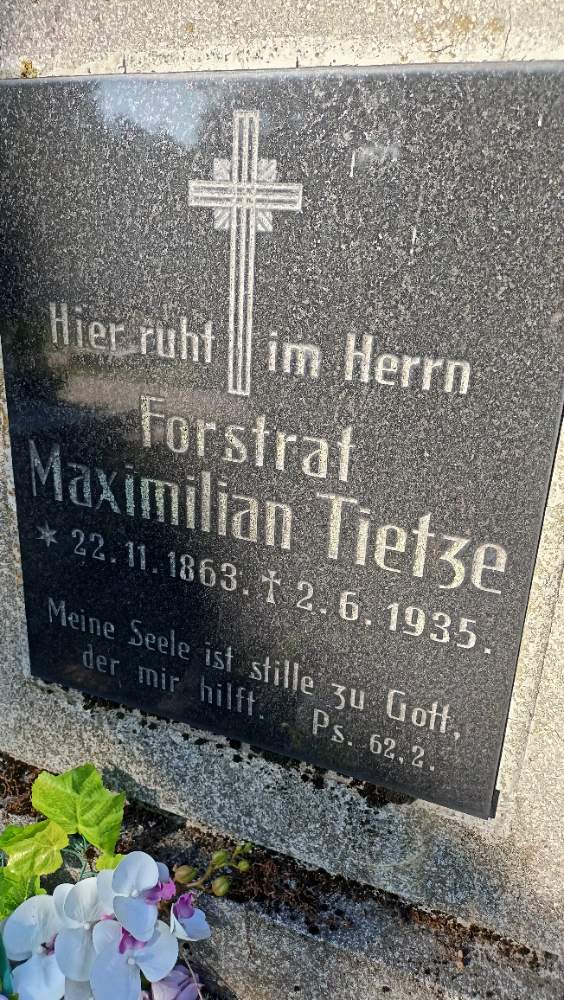 Hier ruht im Herrn
Forstrat
Maximilian Tietze
* 22.11.1863. † 2.6.1935.
Meine Seele ist stille zu Gott,
der mir hilft. Ps. 62,2.